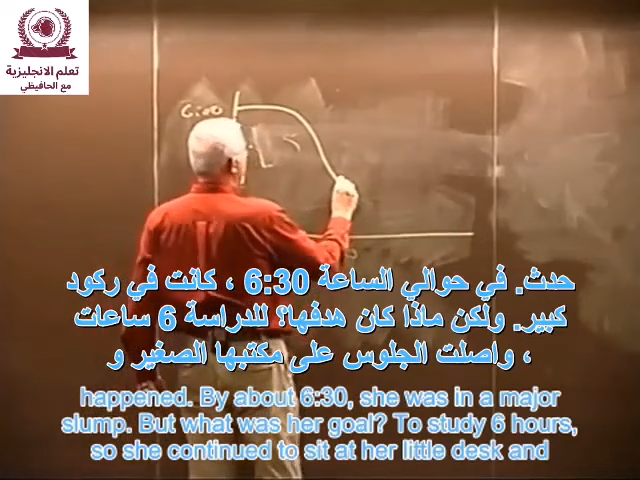 تعلم الانجليزية
مع الحافيظي
6:00
حدث. في حوالي الساعة 6:30 ، كانت في ركود
كبير. ولكن ماذا كان هدفها؟ للدراسة 6 ساعات
، واصلت الجلوس على مكتبها الصغير و
happened. By about 6:30, she was in a major
slump. But what was her goal? To study 6 hours,
so she continued to sit at her little desk and